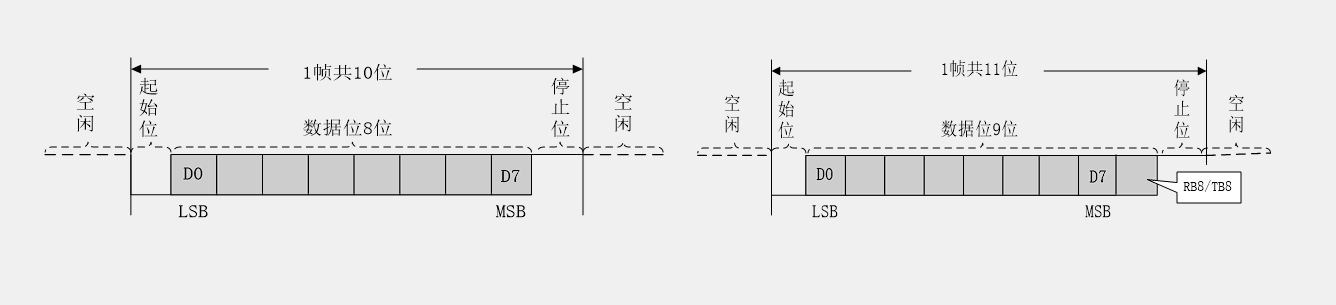 1帧共10位
空闲
起始位
数据位8位
停止位
空闲
D0
D7
LSB
MSB
1帧共11位
空闲
起始位
数据位9位
停止位
空闲
D0
D7
RB8/TB8
LSB
MSB